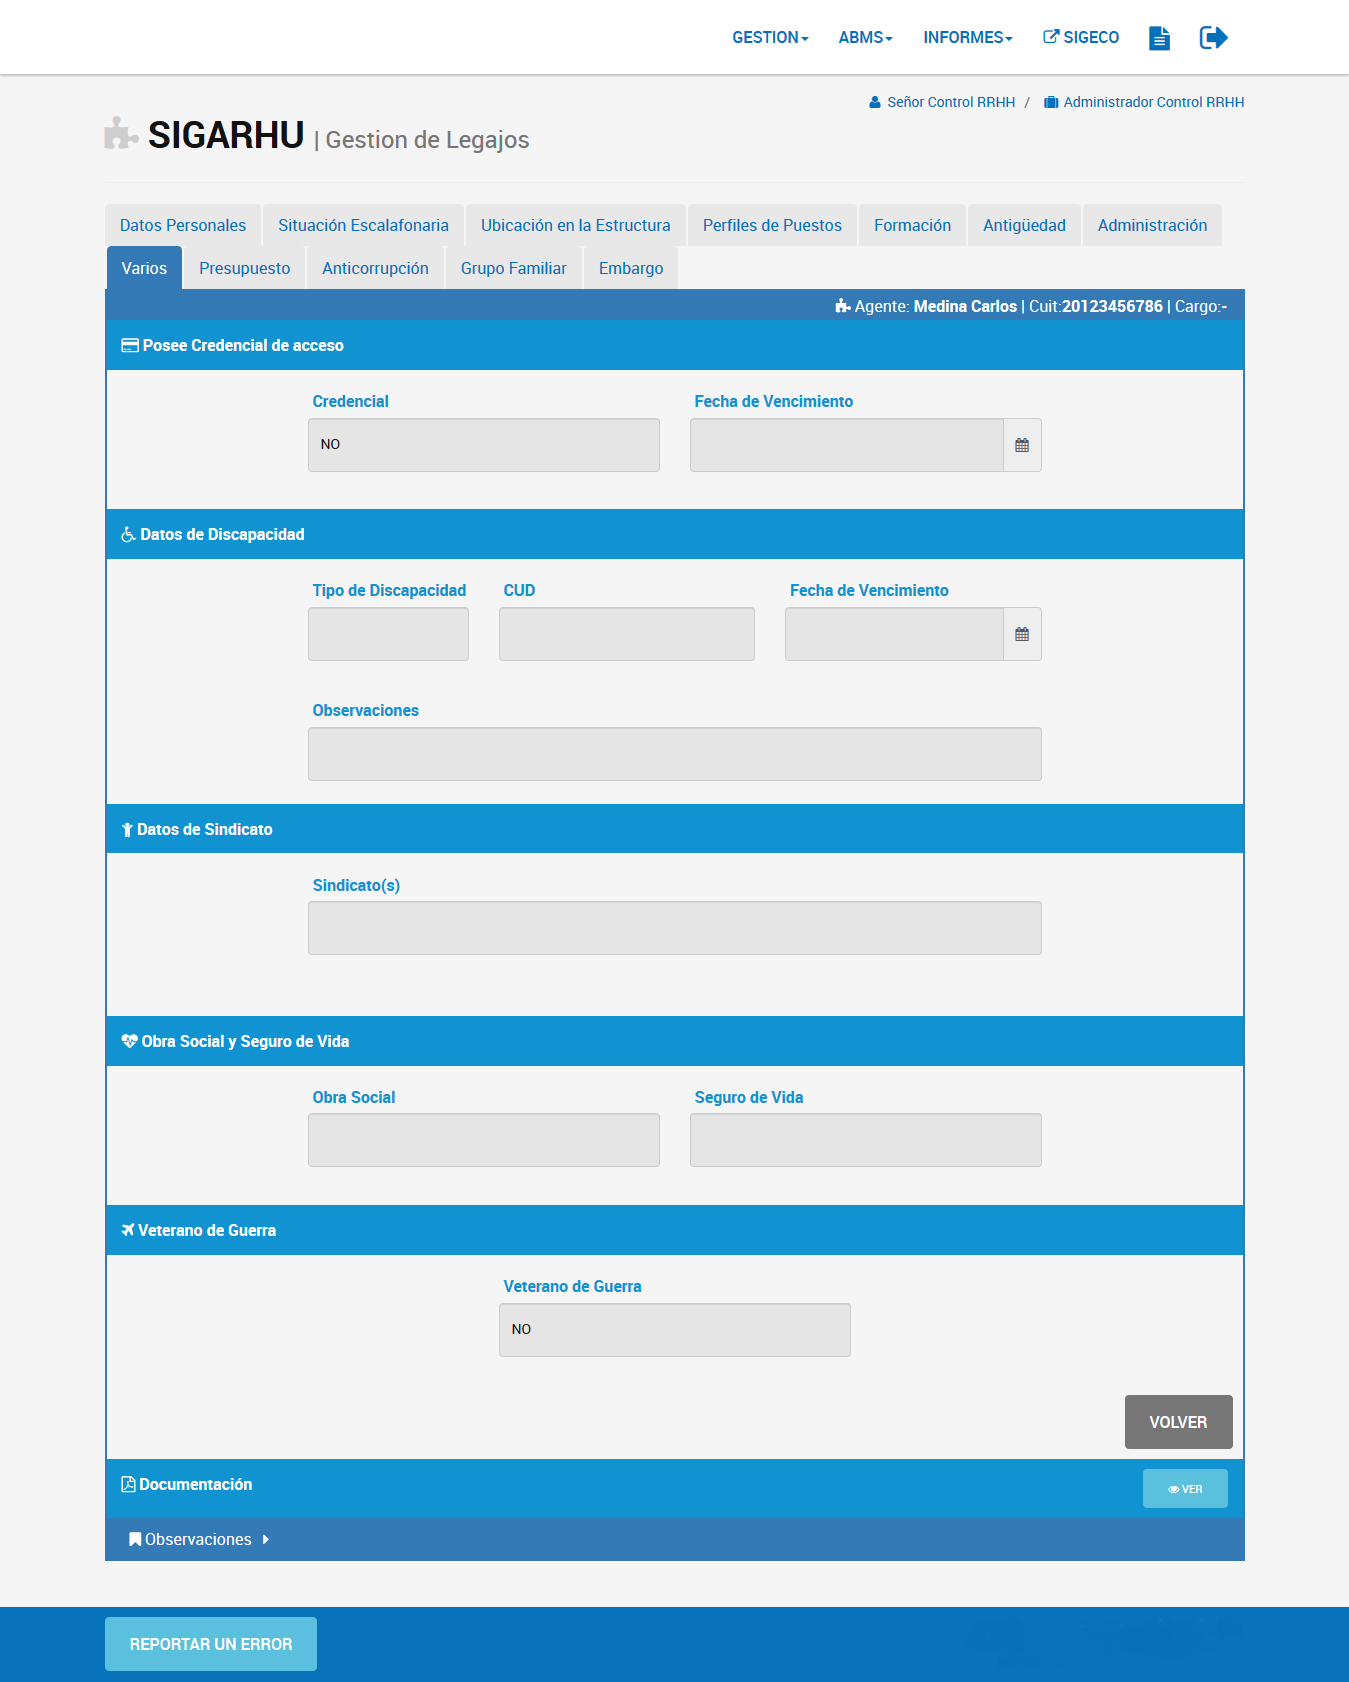 GESTION ABMS INFORMES SIGECO
Señor Control RRHH / Administrador Control RRHH
SIGARHU | Gestion de Legajos
Datos Personales Situación Escalafonaria Ubicación en la Estructura Perfiles de Puestos Formación Antigüedad Administración
Varios Presupuesto Anticorrupción Grupo Familiar Embargo
Agente: Medina Carlos | Cuit:20123456786 | Cargo:-
Posee Credencial de acceso
Credencial Fecha de Vencimiento
NO
Datos de Discapacidad
Tipo de Discapacidad CUD Fecha de Vencimiento
Observaciones
Datos de Sindicato
Sindicato(s)
Obra Social y Seguro de Vida
Obra Social Seguro de Vida
Veterano de Guerra
Veterano de Guerra
NO
VOLVER
Documentación VER
Observaciones
REPORTAR UN ERROR